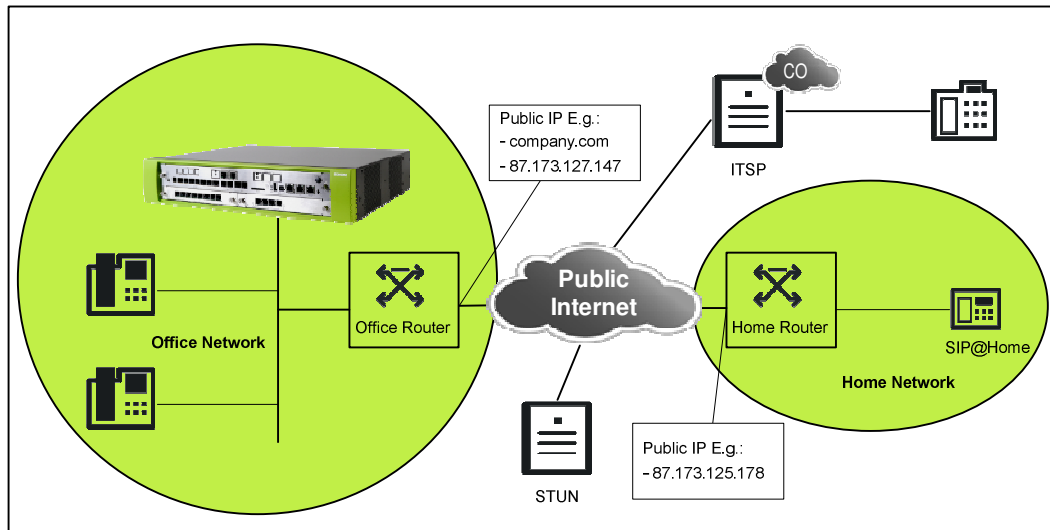 CO
Public IP E.g.:
- company.com
- 87.173.127.147
ITSP
Public
Internet
Office Router
Office Network
Home Router
SIP@Home
Home Network
Public IP E.g.:
- 87.173.125.178
STUN